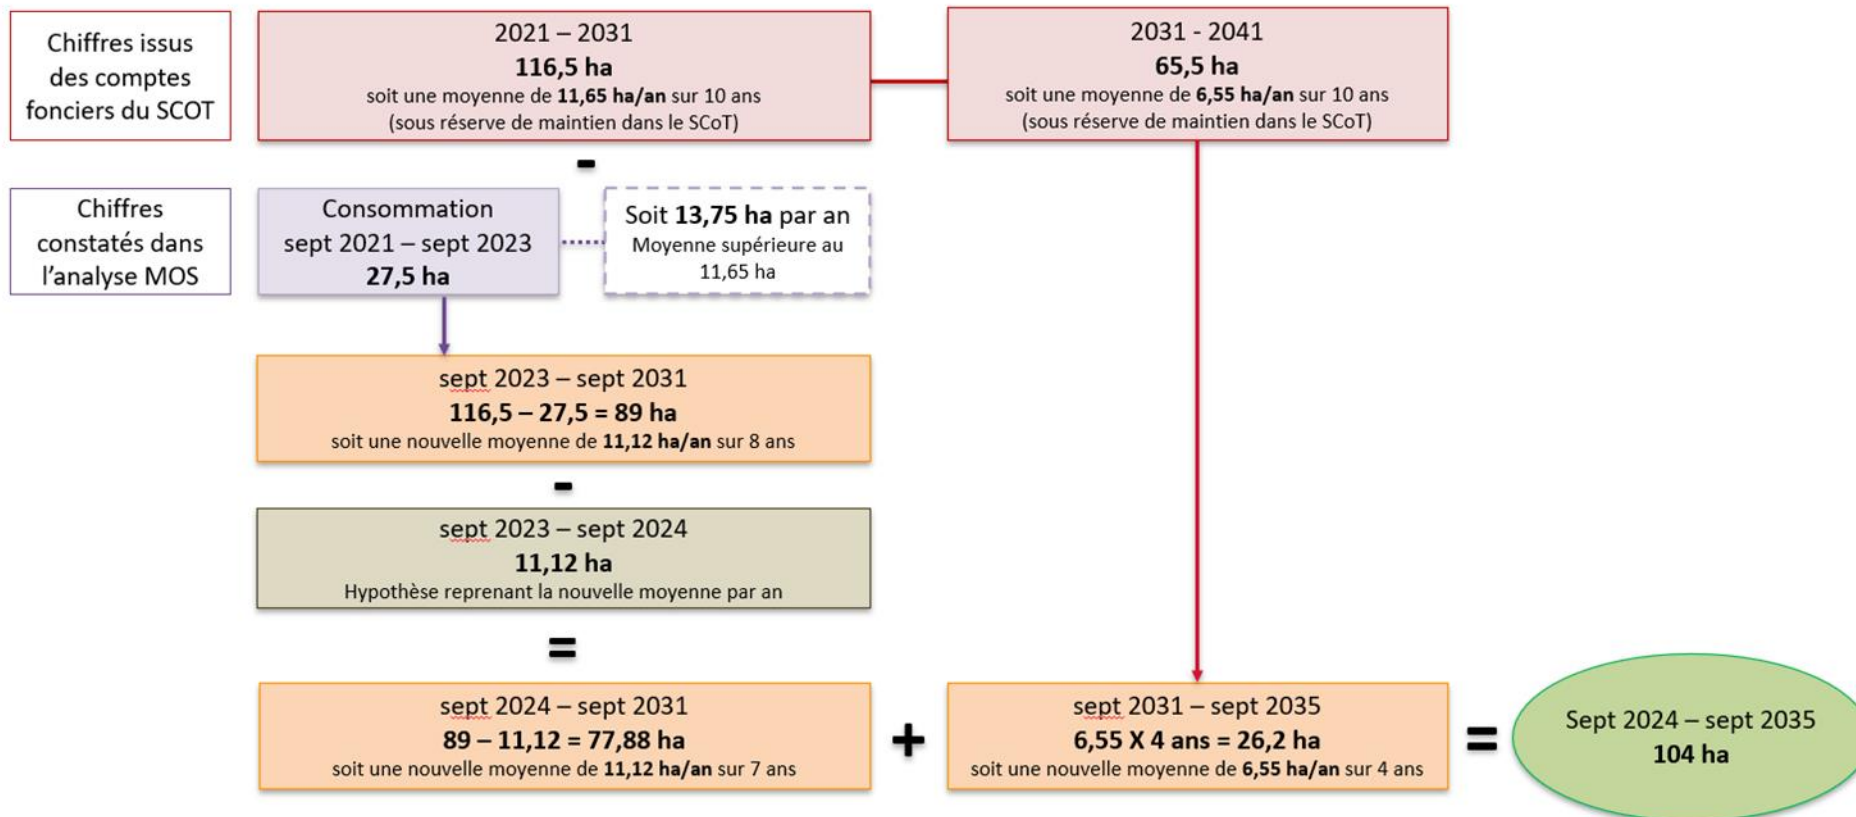 Chiffres issus
des comptes
fonciers du SCOT
2021 – 2031
116,5 ha
soit une moyenne de 11,65 ha/an sur 10 ans
(sous réserve de maintien dans le SCoT)
2031 - 2041
65,5 ha
soit une moyenne de 6,55 ha/an sur 10 ans
(sous réserve de maintien dans le SCoT)
-
Chiffres
constatés dans
l’analyse MOS
Consommation
sept 2021 – sept 2023
27,5 ha
Soit 13,75 ha par an
Moyenne supérieure au
11,65 ha
sept 2023 – sept 2031
116,5 – 27,5 = 89 ha
soit une nouvelle moyenne de 11,12 ha/an sur 8 ans
-
sept 2023 – sept 2024
11,12 ha
Hypothèse reprenant la nouvelle moyenne par an
=
sept 2024 – sept 2031
89 – 11,12 = 77,88 ha
soit une nouvelle moyenne de 11,12 ha/an sur 7 ans
+
sept 2031 – sept 2035
6,55 X 4 ans = 26,2 ha
soit une nouvelle moyenne de 6,55 ha/an sur 4 ans
=
Sept 2024 – sept 2035
104 ha